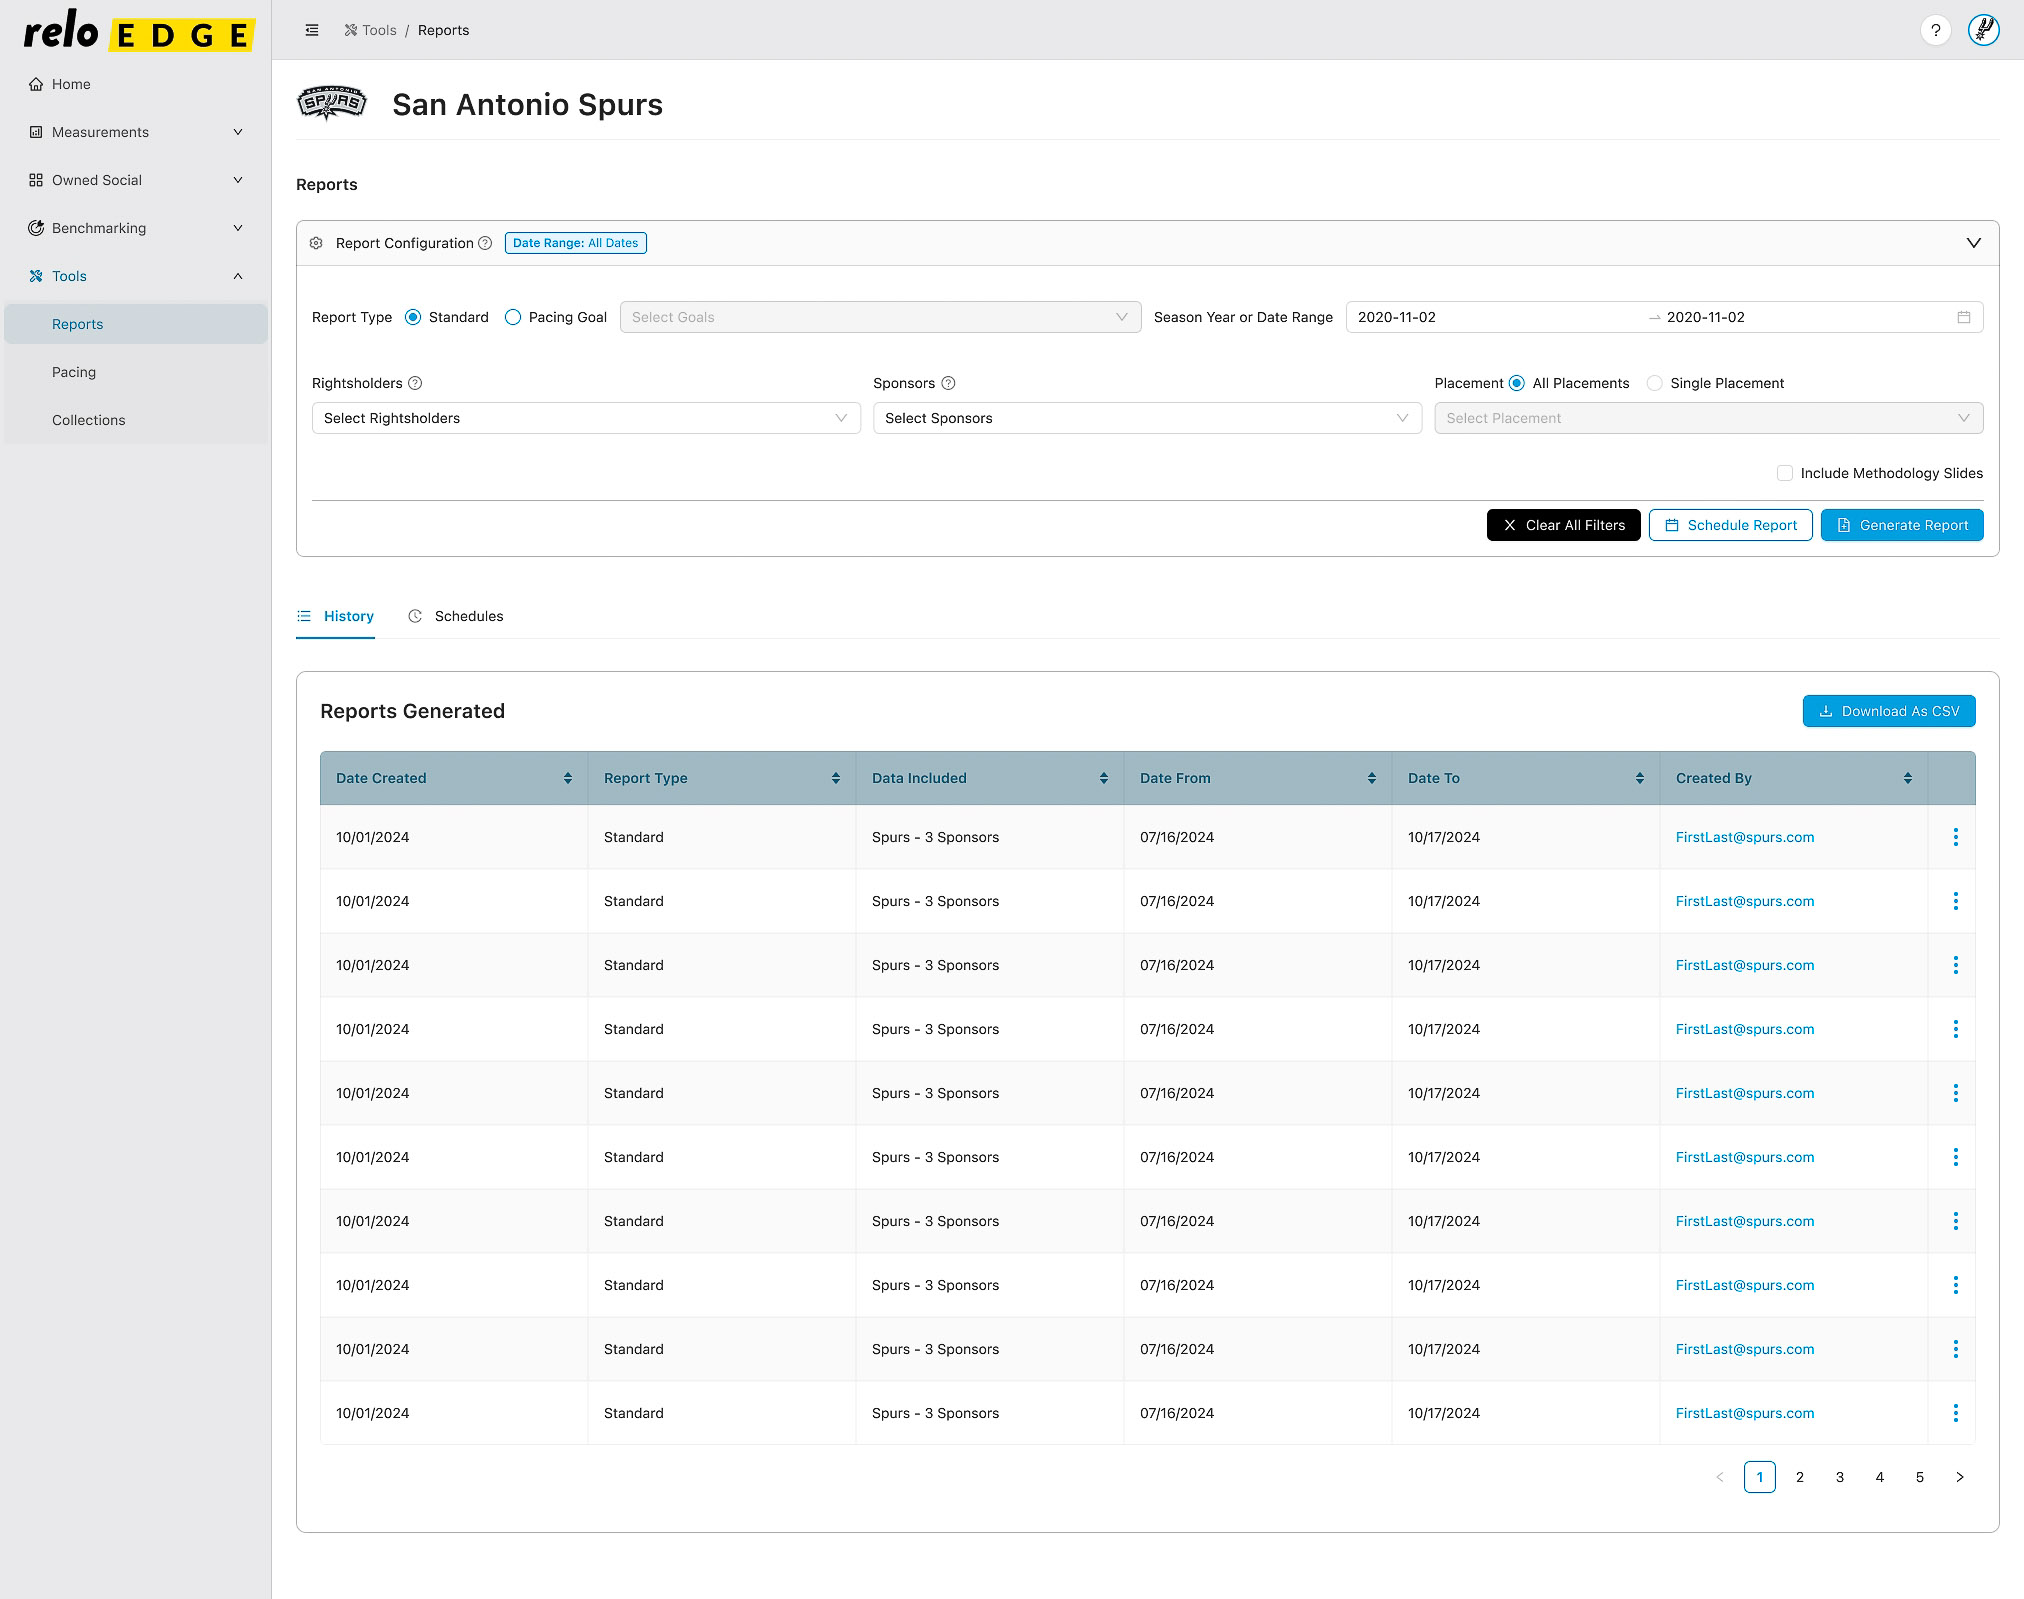 relo EDGE
Tools / Reports
?
Home
Measurements
Owned Social
Benchmarking
Tools
Reports
Pacing
Collections
SAN ANTONIO
SPURS
San Antonio Spurs
Reports
Report Configuration ? Date Range: All Dates
Report Type Standard Pacing Goal Select Goals Season Year or Date Range 2020-11-02 → 2020-11-02
Rightsholders ? Sponsors ? Placement All Placements Single Placement
Select Rightsholders Select Sponsors Select Placement
Include Methodology Slides
Clear All Filters Schedule Report Generate Report
History Schedules
Reports Generated Download As CSV
Date Created Report Type Data Included Date From Date To Created By
10/01/2024 Standard Spurs - 3 Sponsors 07/16/2024 10/17/2024 FirstLast@spurs.com
10/01/2024 Standard Spurs - 3 Sponsors 07/16/2024 10/17/2024 FirstLast@spurs.com
10/01/2024 Standard Spurs - 3 Sponsors 07/16/2024 10/17/2024 FirstLast@spurs.com
10/01/2024 Standard Spurs - 3 Sponsors 07/16/2024 10/17/2024 FirstLast@spurs.com
10/01/2024 Standard Spurs - 3 Sponsors 07/16/2024 10/17/2024 FirstLast@spurs.com
10/01/2024 Standard Spurs - 3 Sponsors 07/16/2024 10/17/2024 FirstLast@spurs.com
10/01/2024 Standard Spurs - 3 Sponsors 07/16/2024 10/17/2024 FirstLast@spurs.com
10/01/2024 Standard Spurs - 3 Sponsors 07/16/2024 10/17/2024 FirstLast@spurs.com
10/01/2024 Standard Spurs - 3 Sponsors 07/16/2024 10/17/2024 FirstLast@spurs.com
10/01/2024 Standard Spurs - 3 Sponsors 07/16/2024 10/17/2024 FirstLast@spurs.com
< 1 2 3 4 5 >